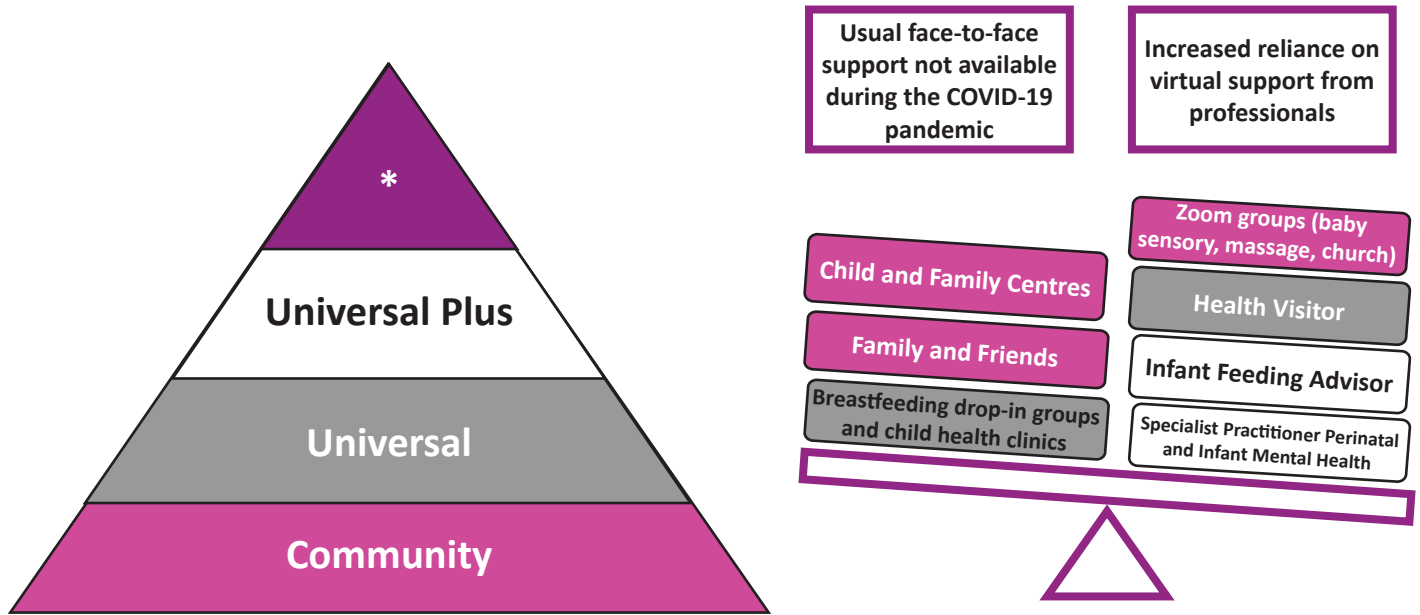 *
Universal Plus
Universal
Community
Usual face-to-face
support not available
during the COVID-19
pandemic
Increased reliance on
virtual support from
professionals
Child and Family Centres
Family and Friends
Breastfeeding drop-in groups
and child health clinics
Zoom groups (baby
sensory, massage, church)
Health Visitor
Infant Feeding Advisor
Specialist Practitioner Perinatal
and Infant Mental Health